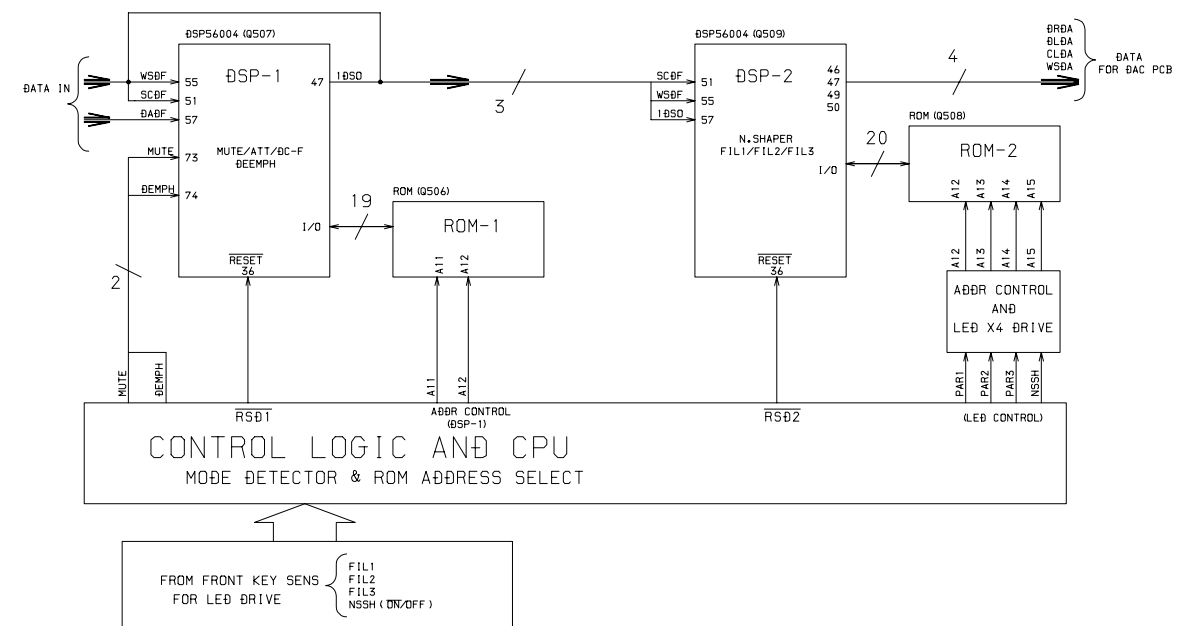 DSP56004 (Q507)
DSP-1
DATA IN
WSDF
SCDF
DADF
MUTE
DEMPH
55
51
57
73
74
47
IDSO
MUTE/ATT/DC-F
DEEMPH
I/O
RESET
36
19
ROM (Q506)
ROM-1
A11
A12
3
DSP56004 (Q509)
DSP-2
SCDF
WSDF
IDSO
51
55
57
46
47
49
50
N.SHAPER
FIL1/FIL2/FIL3
I/O
RESET
36
4
DRDA
DLDA
CLDA
WSDA
DATA
FOR DAC PCB
20
ROM (Q508)
ROM-2
A12
A13
A14
A15
A12
A13
A14
A15
ADDR CONTROL
AND
LED X4 DRIVE
PAR1
PAR2
PAR3
NSSH
2
MUTE
DEMPH
A11
A12
RSD1
ADDR CONTROL
(DSP-1)
RSD2
(LED CONTROL)
CONTROL LOGIC AND CPU
MODE DETECTOR & ROM ADDRESS SELECT
FROM FRONT KEY SENS
FOR LED DRIVE
FIL1
FIL2
FIL3
NSSH (ON/OFF)